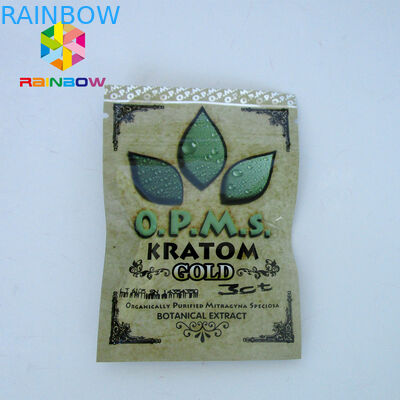 RAINBOW
RAINBOW
O.P.M.S.
O.P.M.S.
KRATOM
GOLD
3ct
ORGANICALLY PURIFIED MITRAGYNA SPECIOSA
BOTANICAL EXTRACT